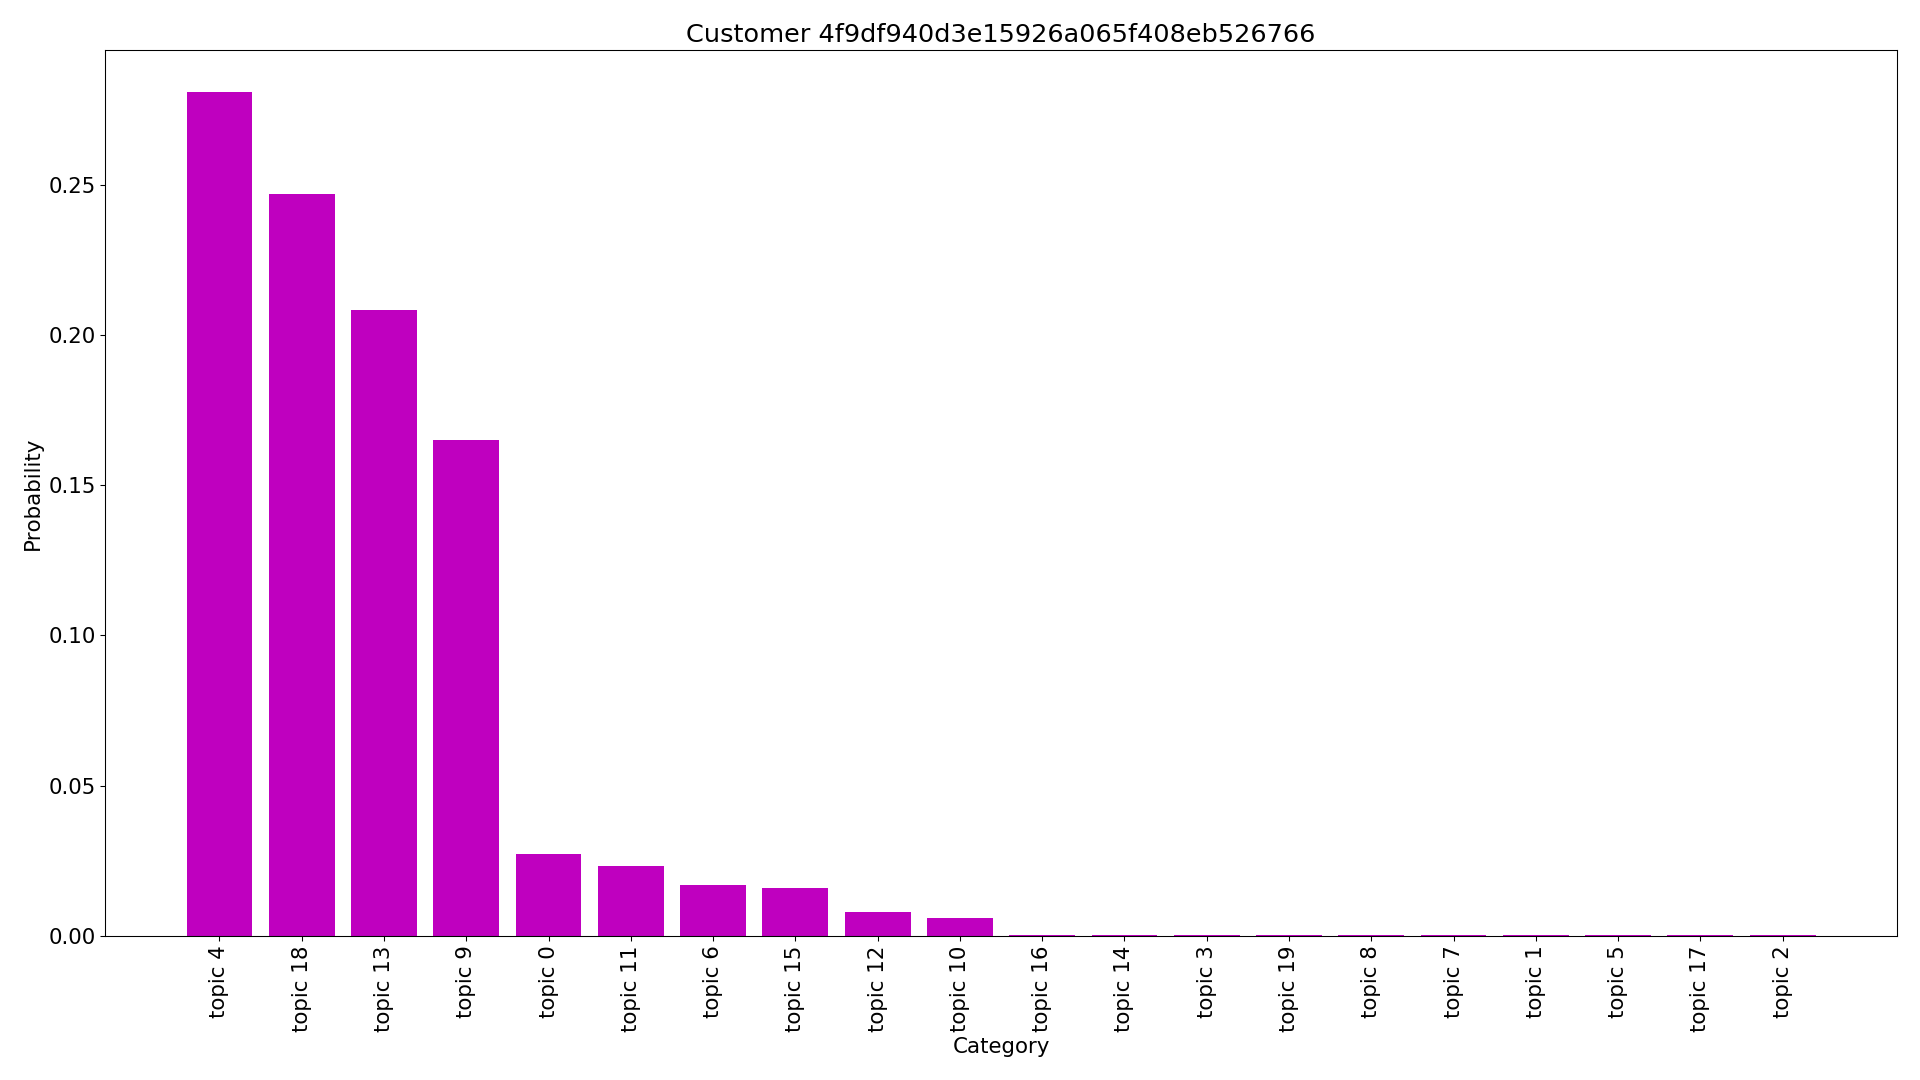 Customer 4f9df940d3e15926a065f408eb526766
Probability
0.25
0.20
0.15
0.10
0.05
0.00
topic 4
topic 18
topic 13
topic 9
topic 0
topic 11
topic 6
topic 15
topic 12
topic 10
topic 16
topic 14
topic 3
topic 19
topic 8
topic 7
topic 1
topic 5
topic 17
topic 2
Category